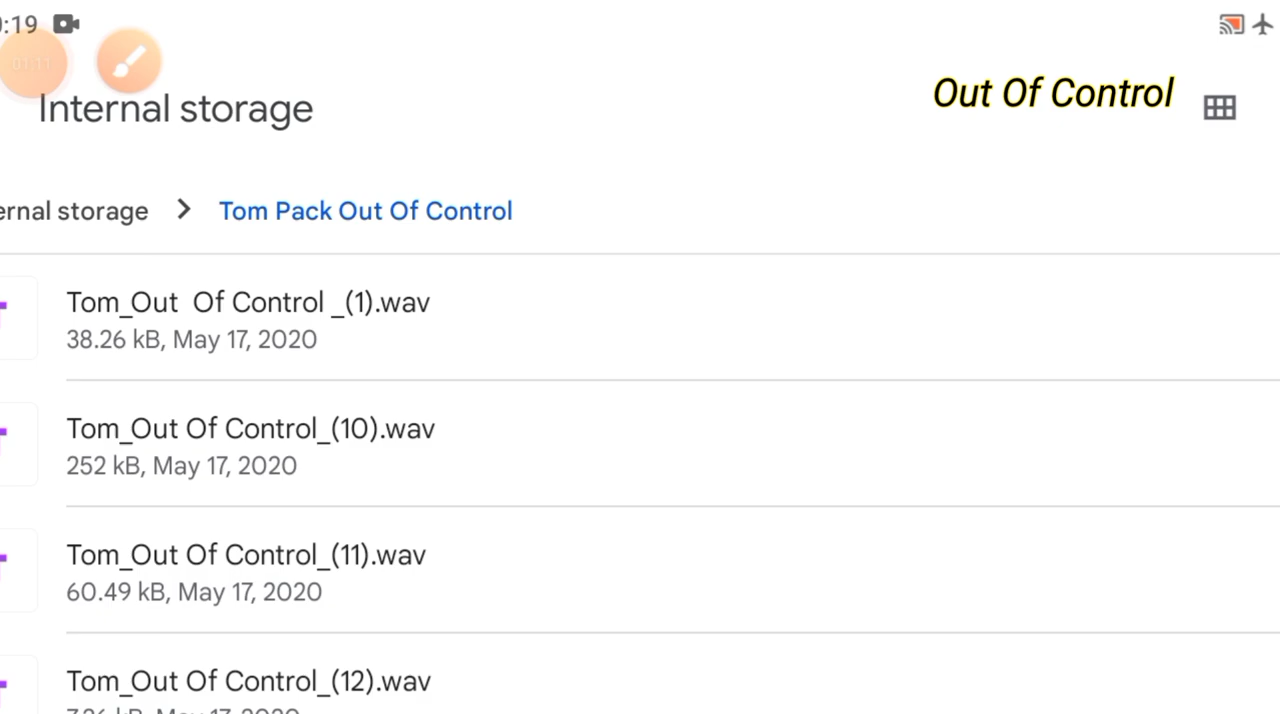 :19
01:11
Internal storage
Out Of Control
ernal storage > Tom Pack Out Of Control
Tom_Out Of Control _(1).wav
38.26 kB, May 17, 2020
Tom_Out Of Control_(10).wav
252 kB, May 17, 2020
Tom_Out Of Control_(11).wav
60.49 kB, May 17, 2020
Tom_Out Of Control_(12).wav